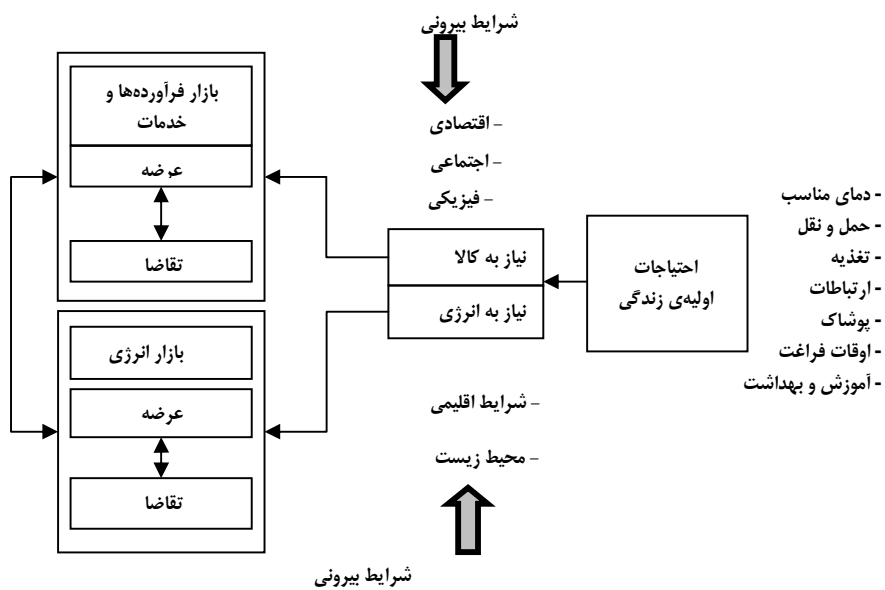 شرایط بیرونی
- اقتصادی
- اجتماعی
- فیزیکی
- دمای مناسب
- حمل و نقل
- تغذیه
- ارتباطات
- پوشاک
- اوقات فراغت
- آموزش و بهداشت
احتیاجات
اولیه‌ی زندگی
نیاز به کالا
نیاز به انرژی
بازار فرآورده‌ها و
خدمات
عرضه
تقاضا
بازار انرژی
عرضه
تقاضا
- شرایط اقلیمی
- محیط زیست
شرایط بیرونی